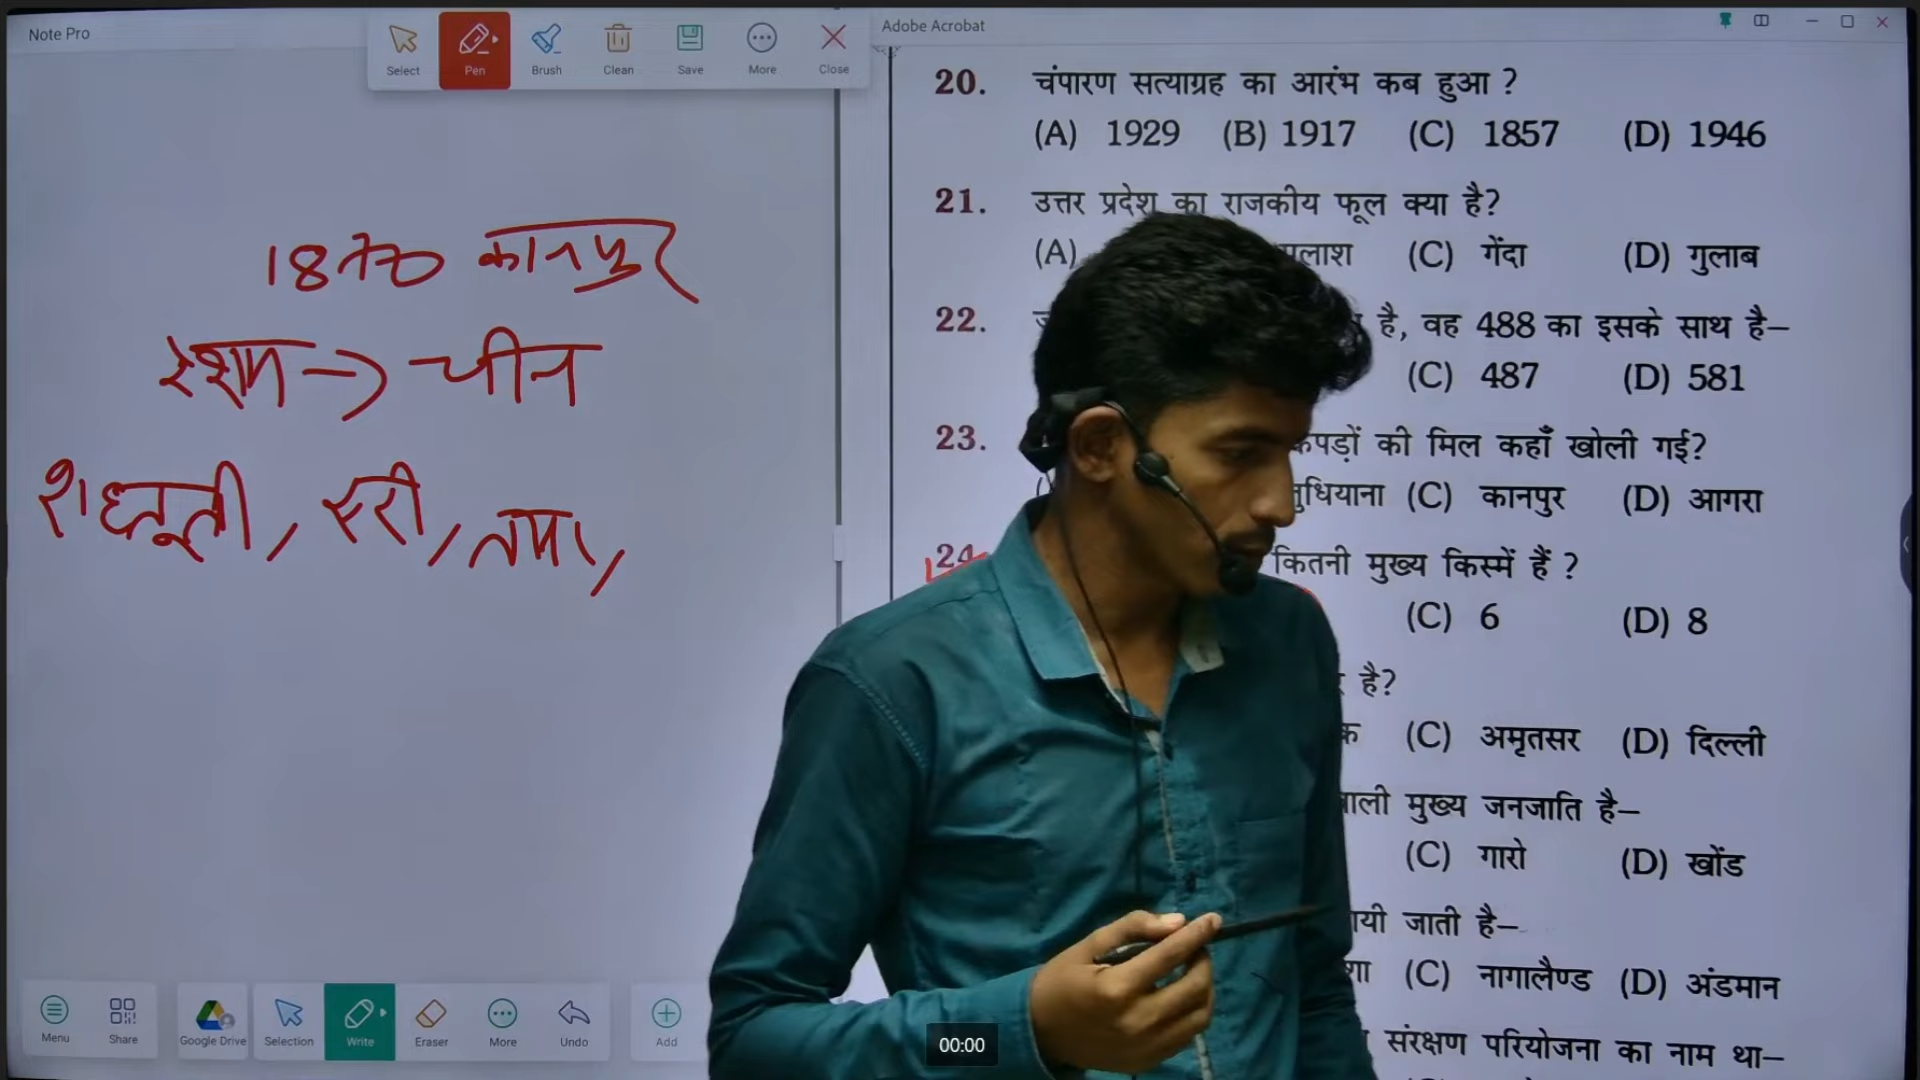 Note Pro
Select Pen Brush Clean Save More Close
Adobe Acrobat
1870 कानपुर
रेशम → चीन
शहतूती, एरी,
20. चंपारण सत्याग्रह का आरंभ कब हुआ ?
(A) 1929 (B) 1917 (C) 1857 (D) 1946
21. उत्तर प्रदेश का राजकीय फूल क्या है?
(A) (C) गेंदा (D) गुलाब
22. है, वह 488 का इसके साथ है–
(C) 487 (D) 581
23. की मिल कहाँ खोली गई?
(C) कानपुर (D) आगरा
24 कितनी मुख्य किस्में हैं ?
(C) 6 (D) 8
है?
(C) अमृतसर (D) दिल्ली
मुख्य जनजाति है–
(C) गारो (D) खोंड
जाती है–
(C) नागालैण्ड (D) अंडमान
संरक्षण परियोजना का नाम था–
Menu Share Google Drive Selection Write Eraser More Undo Add
00:00